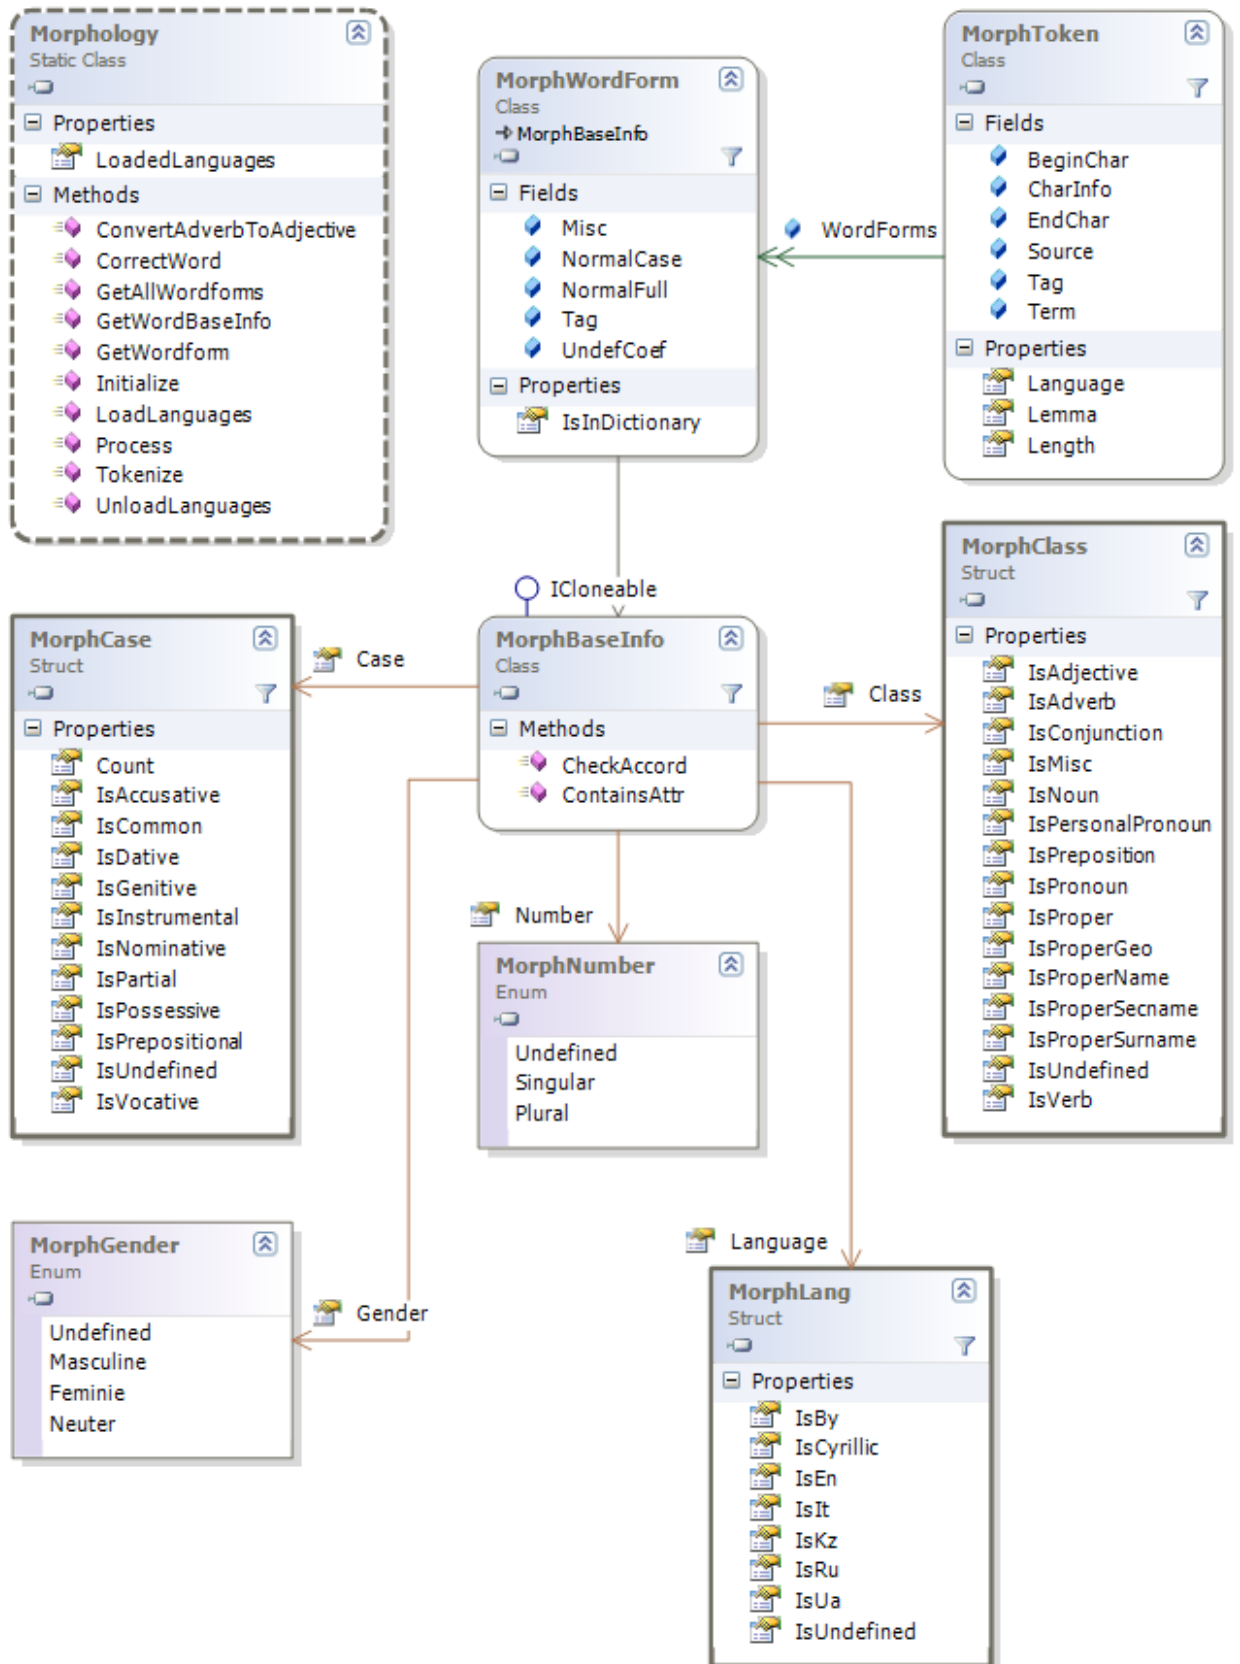 Morphology
Static Class
Properties
LoadedLanguages
Methods
ConvertAdverbToAdjective
CorrectWord
GetAllWordforms
GetWordBaseInfo
GetWordform
Initialize
LoadLanguages
Process
Tokenize
UnloadLanguages
MorphWordForm
Class
MorphBaseInfo
Fields
Misc
NormalCase
NormalFull
Tag
UndefCoef
Properties
IsInDictionary
WordForms
MorphToken
Class
Fields
BeginChar
CharInfo
EndChar
Source
Tag
Term
Properties
Language
Lemma
Length
ICloneable
MorphCase
Struct
Properties
Count
IsAccusative
IsCommon
IsDative
IsGenitive
IsInstrumental
IsNominative
IsPartial
IsPossessive
IsPrepositional
IsUndefined
IsVocative
Case
MorphBaseInfo
Class
Methods
CheckAccord
ContainsAttr
Class
MorphClass
Struct
Properties
IsAdjective
IsAdverb
IsConjunction
IsMisc
IsNoun
IsPersonalPronoun
IsPreposition
IsPronoun
IsProper
IsProperGeo
IsProperName
IsProperSecname
IsProperSurname
IsUndefined
IsVerb
Number
MorphNumber
Enum
Undefined
Singular
Plural
MorphGender
Enum
Undefined
Masculine
Feminie
Neuter
Gender
Language
MorphLang
Struct
Properties
IsBy
IsCyrillic
IsEn
IsIt
IsKz
IsRu
IsUa
IsUndefined